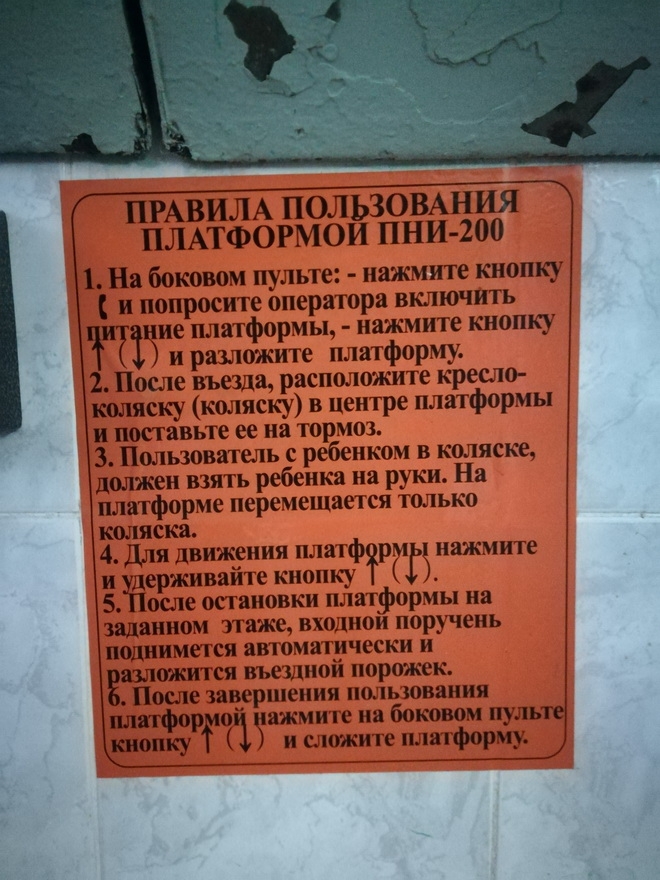 ПРАВИЛА ПОЛЬЗОВАНИЯ
ПЛАТФОРМОЙ ПНИ-200
1. На боковом пульте: - нажмите кнопку
и попросите оператора включить
питание платформы, - нажмите кнопку
↑ (↓) и разложите платформу.
2. После въезда, расположите кресло-
коляску (коляску) в центре платформы
и поставьте ее на тормоз.
3. Пользователь с ребенком в коляске,
должен взять ребенка на руки. На
платформе перемещается только
коляска.
4. Для движения платформы нажмите
и удерживайте кнопку ↑ (↓).
5. После остановки платформы на
заданном этаже, входной поручень
поднимется автоматически и
разложится въездной порожек.
6. После завершения пользования
платформой нажмите на боковом пульте
кнопку ↑ (↓) и сложите платформу.